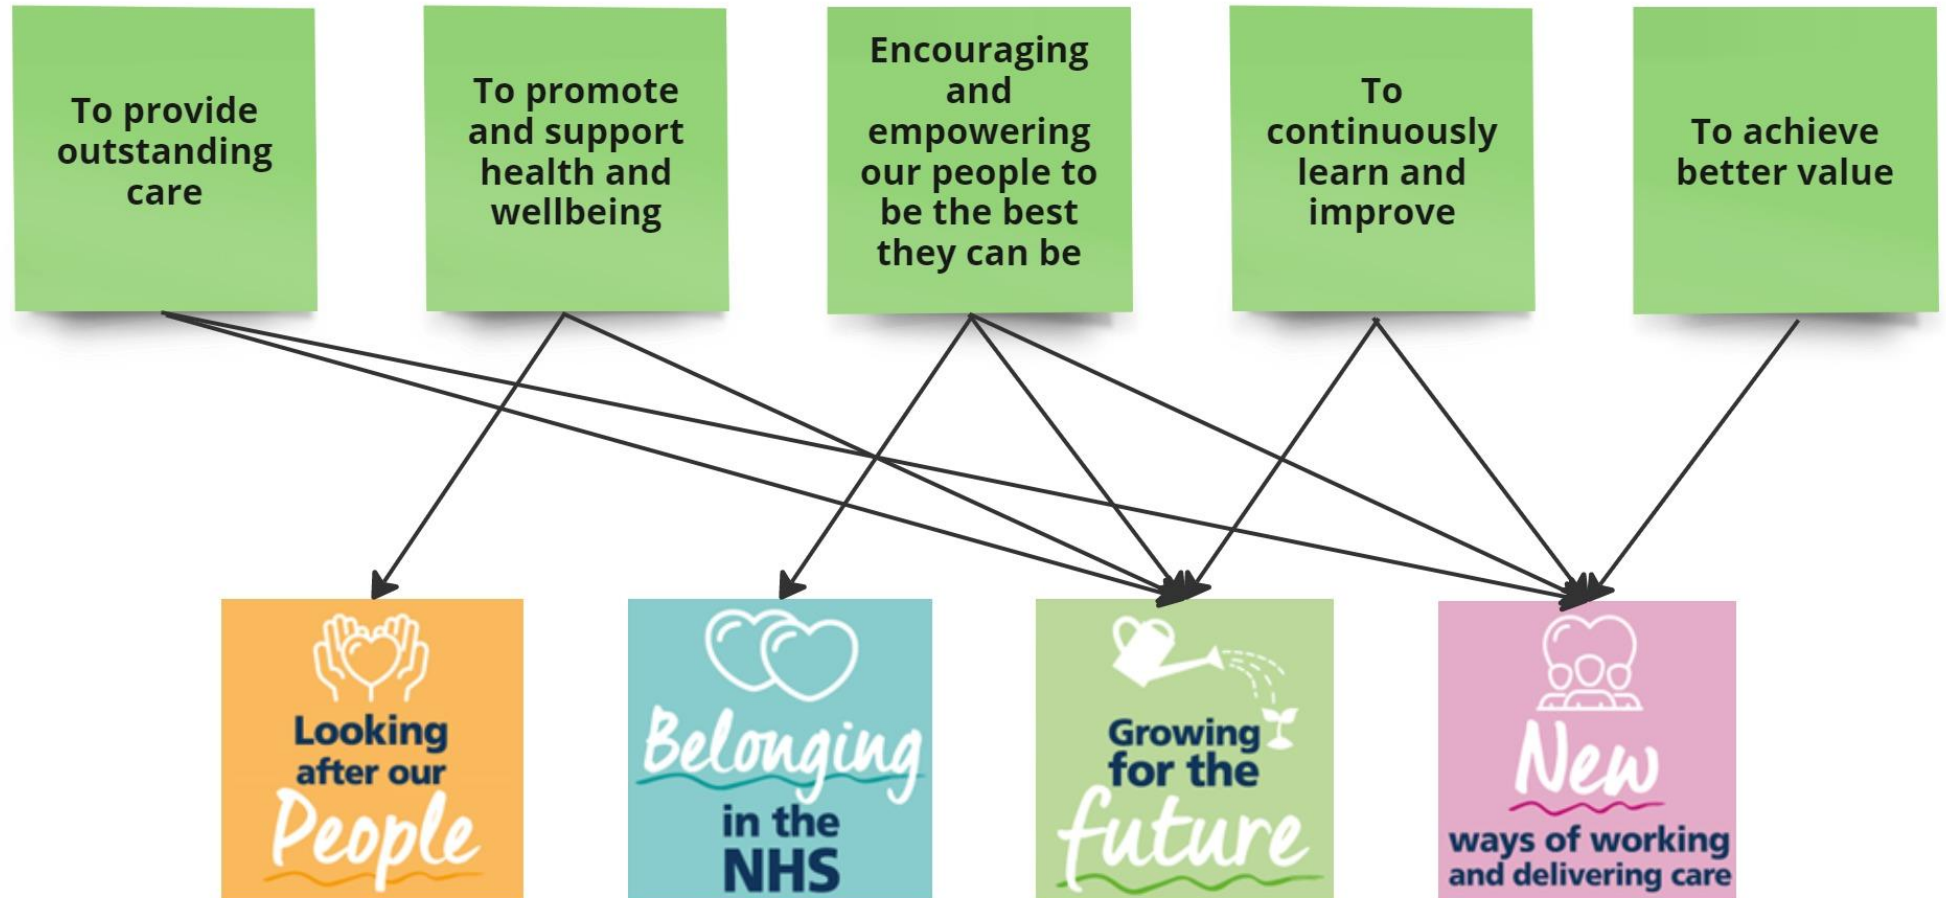 To provide
outstanding
care
To promote
and support
health and
wellbeing
Encouraging
and
empowering
our people to
be the best
they can be
To
continuously
learn and
improve
To achieve
better value
Looking
after our
People
Belonging
in the
NHS
Growing
for the
future
New
ways of working
and delivering care